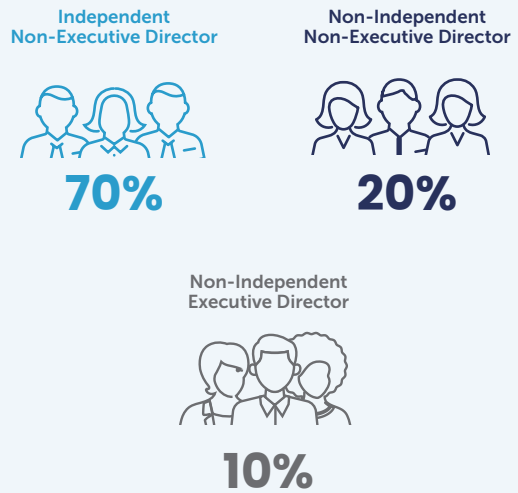 Independent
Non-Executive Director
70%
Non-Independent
Non-Executive Director
20%
Non-Independent
Executive Director
10%